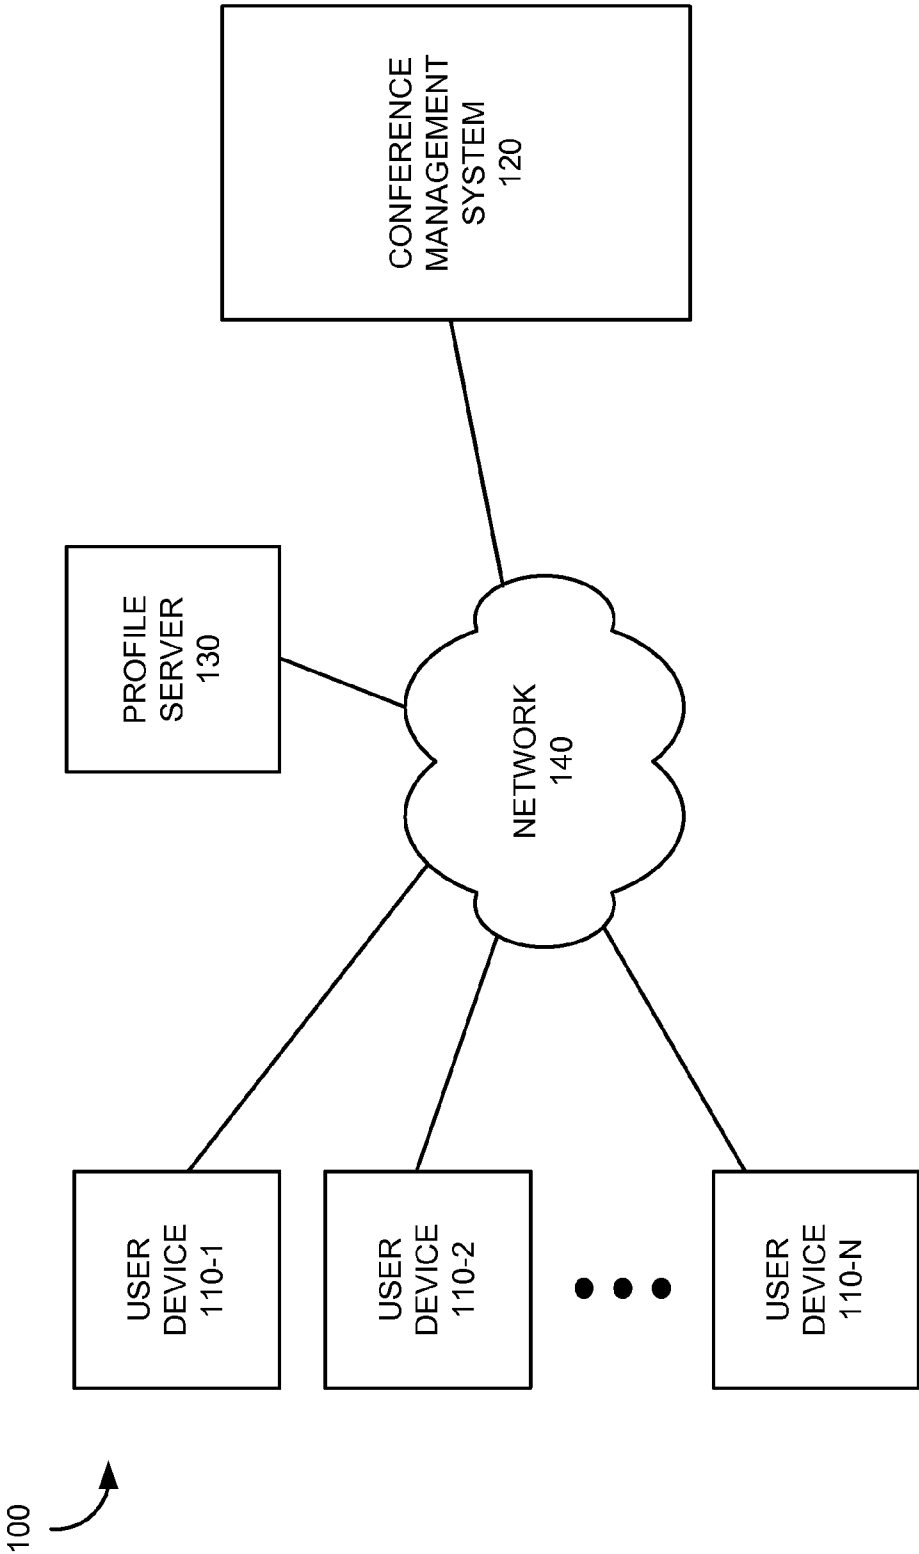 100
USER
DEVICE
110-1
USER
DEVICE
110-2
USER
DEVICE
110-N
PROFILE
SERVER
130
NETWORK
140
CONFERENCE
MANAGEMENT
SYSTEM
120